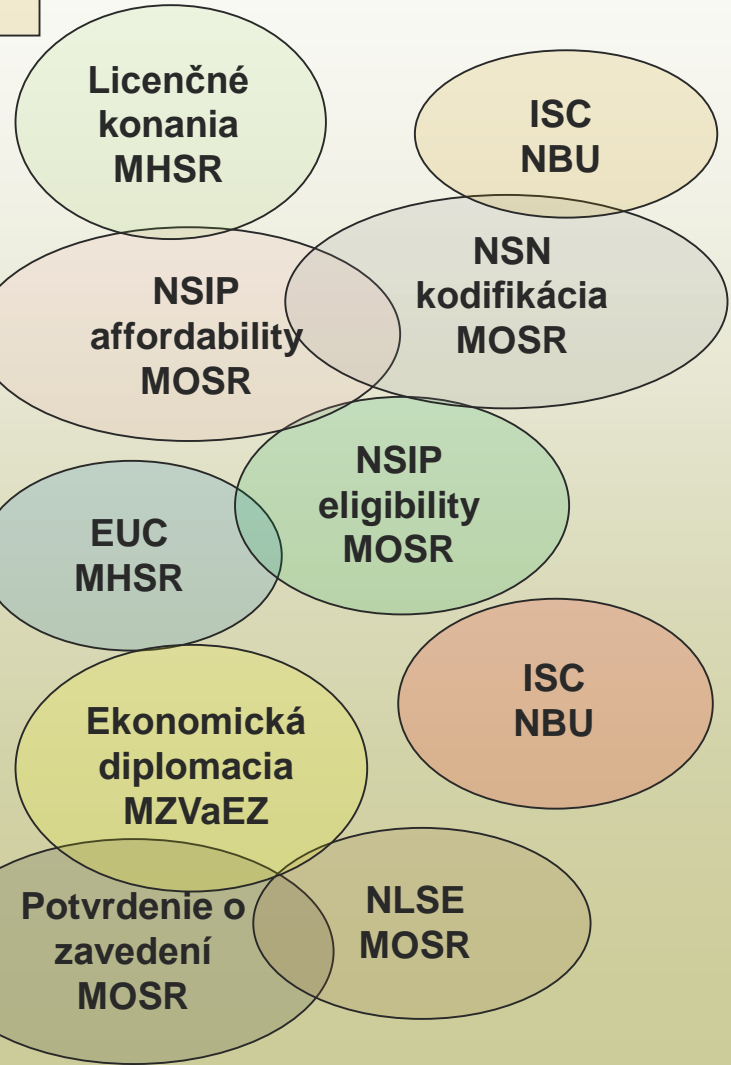 Licenčné
konania
MHSR
ISC
NBU
NSIP
affordability
MOSR
NSN
kodifikácia
MOSR
NSIP
eligibility
MOSR
EUC
MHSR
ISC
NBU
Ekonomická
diplomacia
MZVaEZ
Potvrdenie o
zavedení
MOSR
NLSE
MOSR